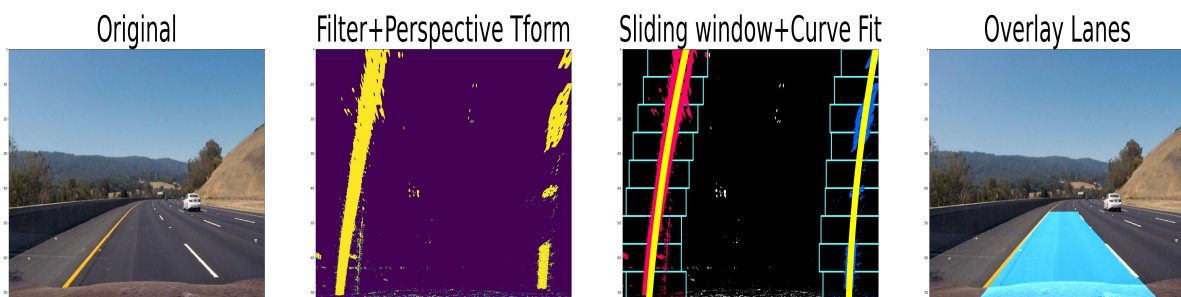 Original
Filter+Perspective Tform
Sliding window+Curve Fit
Overlay Lanes